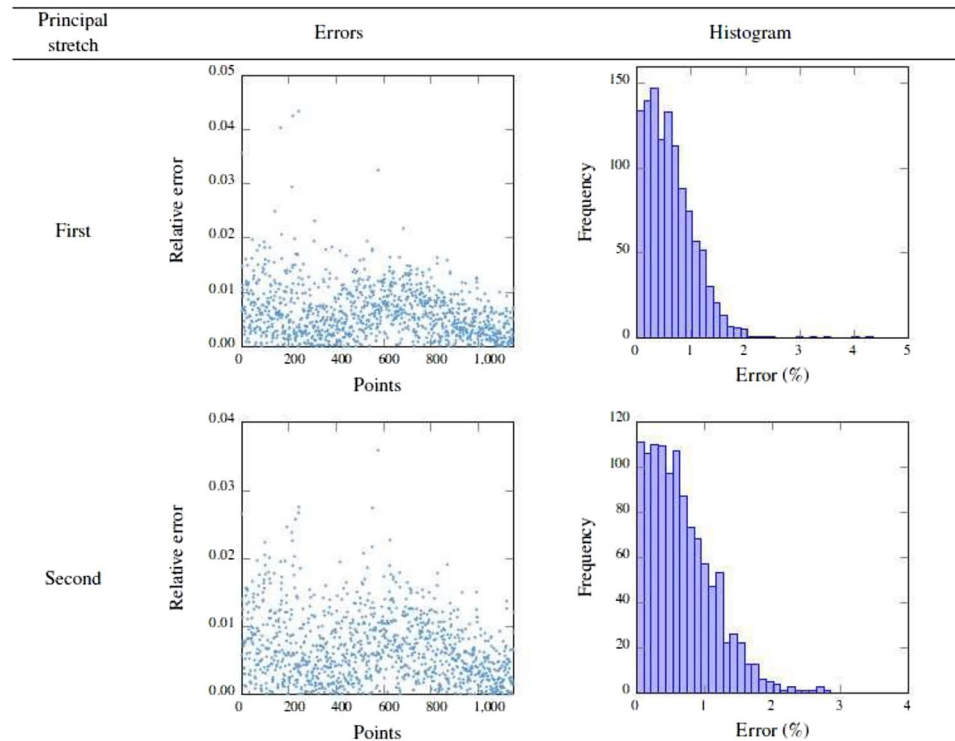 Principal
stretch
Errors
Histogram
First
Relative error
0.05
0.04
0.03
0.02
0.01
0.00
0 200 400 600 800 1,000
Points
Frequency
150
100
50
0
0 1 2 3 4 5
Error (%)
Second
Relative error
0.04
0.03
0.02
0.01
0.00
0 200 400 600 800 1,000
Points
Frequency
120
100
80
60
40
20
0
0 1 2 3 4
Error (%)